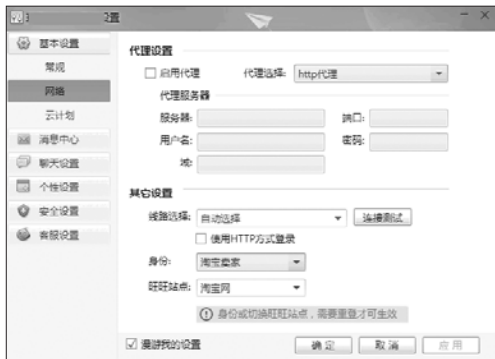 置
基本设置
常规
网络
云计划
消息中心
聊天设置
个性设置
安全设置
客服设置
代理设置
启用代理 代理选择: http代理
代理服务器
服务器: 端口:
用户名: 密码:
域:
其它设置
线路选择: 自动选择 连接测试
使用HTTP方式登录
身份: 淘宝卖家
旺旺站点: 淘宝网
身份或切换旺旺站点，需要重登才可生效
漫游我的设置 确定 取消 应用